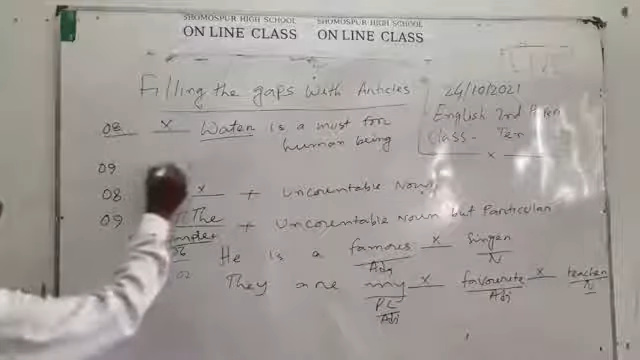 SHOMOSPUR HIGH SCHOOL SHOMOSPUR HIGH SCHOOL
ON LINE CLASS ON LINE CLASS
Filling the gaps with Articles
24/10/2021
English 2nd
Class - Ten
×
08. × Water is a must for
human being
09
08. × + Uncountable Noun
09. The + Uncountable Noun but Particular
He is a famous × Singer
Adj N
02 They are my × favourite × teacher
Adj Adj N